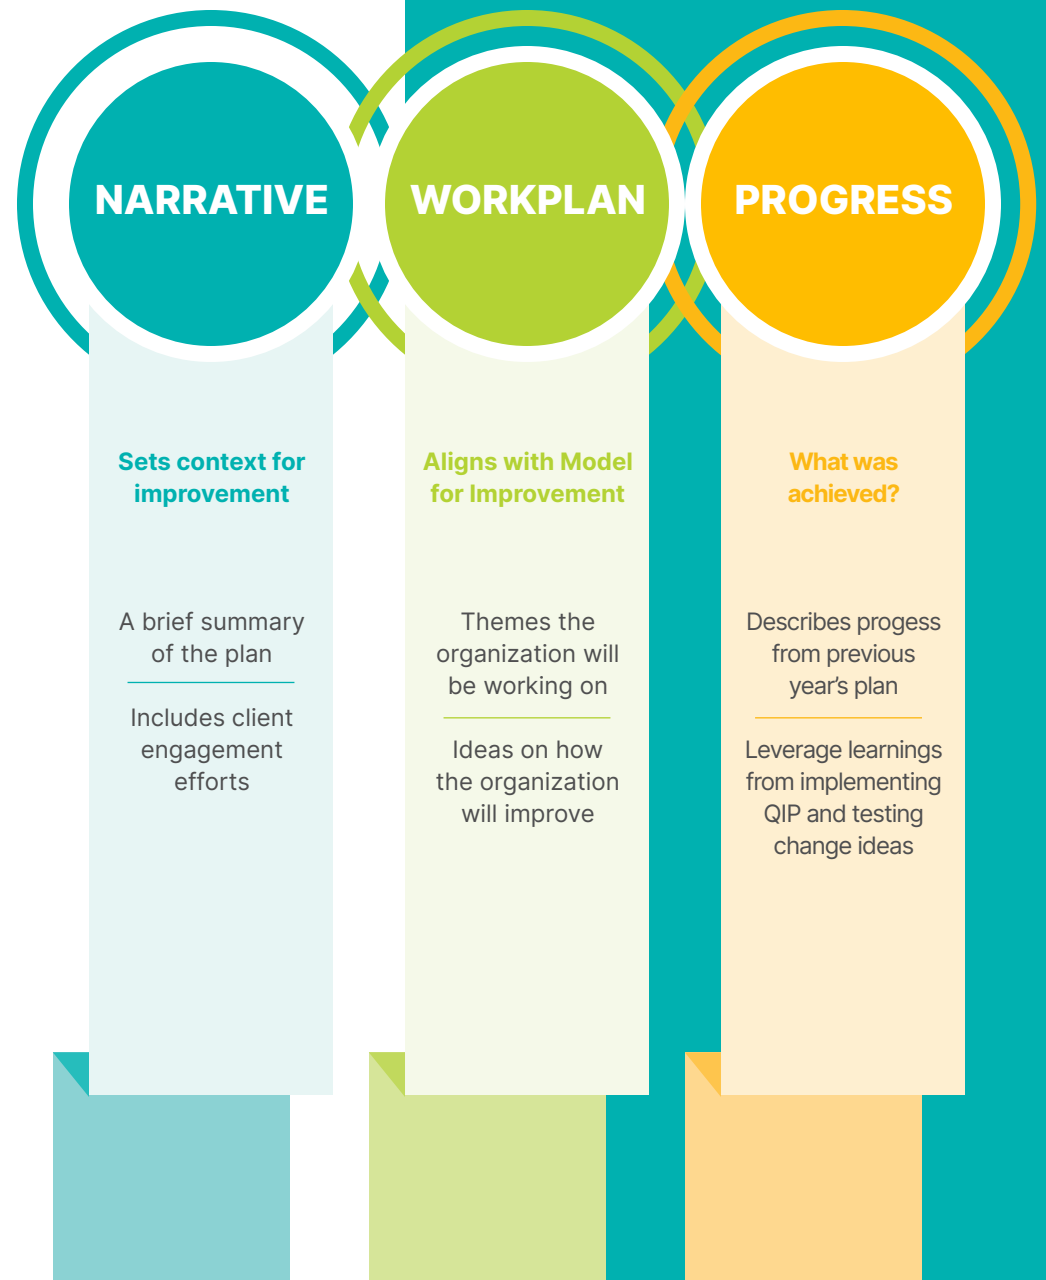 NARRATIVE
Sets context for
improvement
A brief summary
of the plan
Includes client
engagement
efforts
WORKPLAN
Aligns with Model
for Improvement
Themes the
organization will
be working on
Ideas on how
the organization
will improve
PROGRESS
What was
achieved?
Describes progess
from previous
year’s plan
Leverage learnings
from implementing
QIP and testing
change ideas